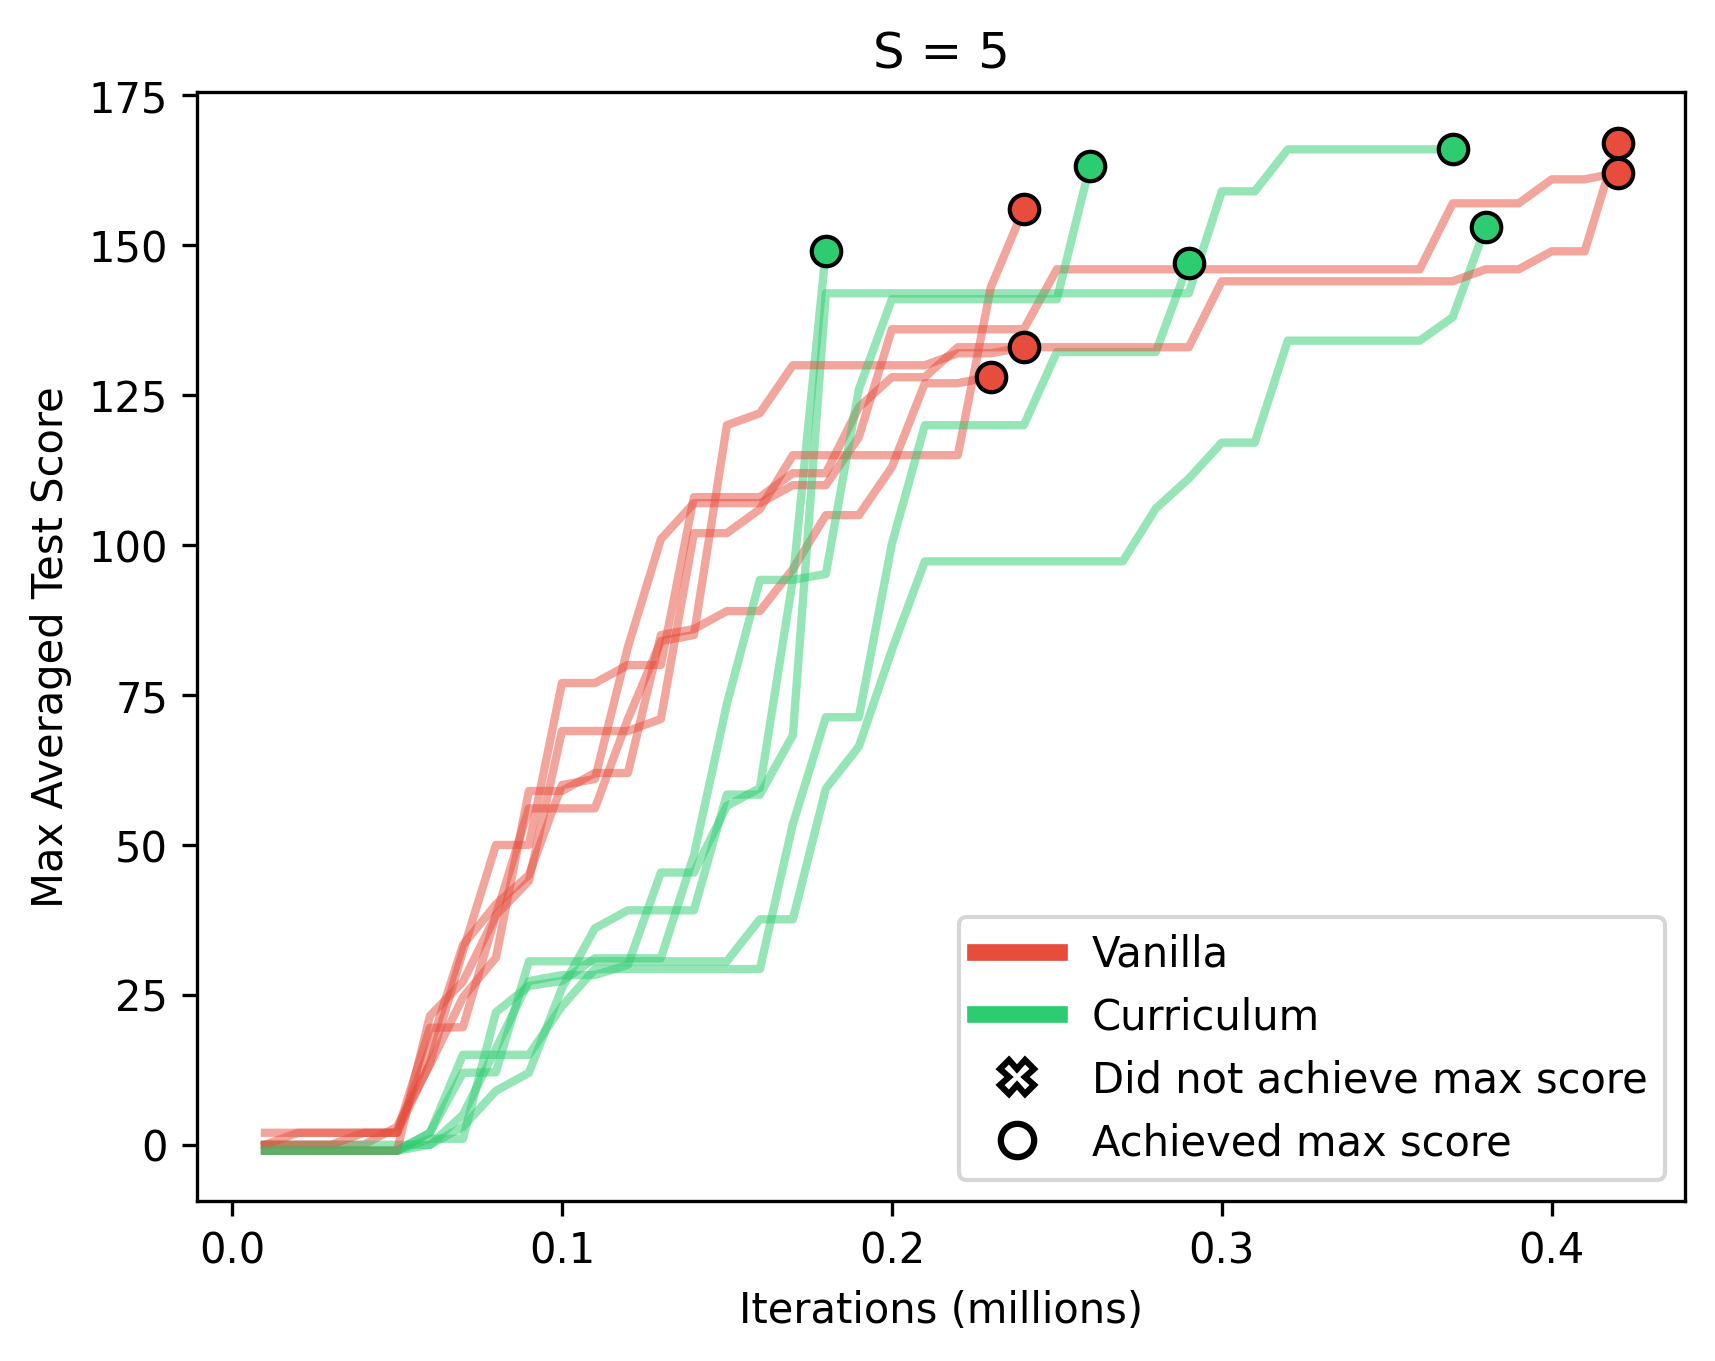 S = 5
Max Averaged Test Score
175
150
125
100
75
50
25
0
Vanilla
Curriculum
Did not achieve max score
Achieved max score
0.0 0.1 0.2 0.3 0.4
Iterations (millions)